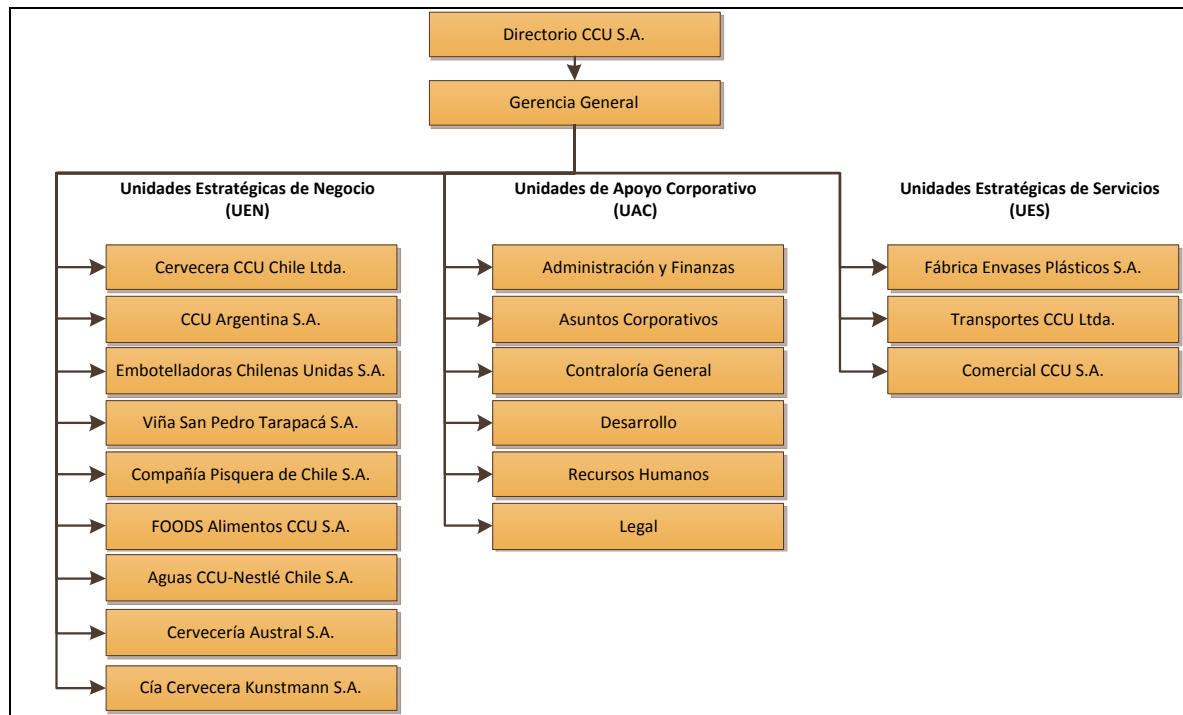 Directorio CCU S.A.
Gerencia General
Unidades Estratégicas de Negocio
(UEN)
Cervecera CCU Chile Ltda.
CCU Argentina S.A.
Embotelladoras Chilenas Unidas S.A.
Viña San Pedro Tarapacá S.A.
Compañía Pisquera de Chile S.A.
FOODS Alimentos CCU S.A.
Aguas CCU-Nestlé Chile S.A.
Cervecería Austral S.A.
Cía Cervecera Kunstmann S.A.
Unidades de Apoyo Corporativo
(UAC)
Administración y Finanzas
Asuntos Corporativos
Contraloría General
Desarrollo
Recursos Humanos
Legal
Unidades Estratégicas de Servicios
(UES)
Fábrica Envases Plásticos S.A.
Transportes CCU Ltda.
Comercial CCU S.A.